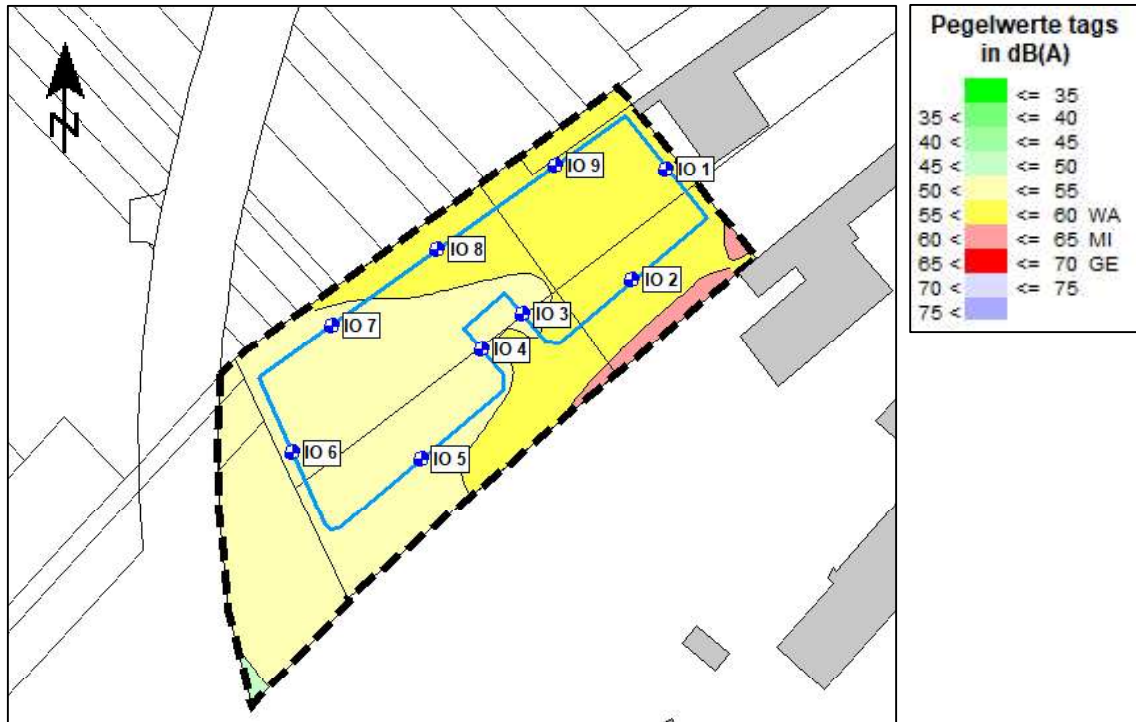 N
IO 1
IO 2
IO 3
IO 4
IO 5
IO 6
IO 7
IO 8
IO 9
Pegelwerte tags
in dB(A)
<= 35
35 < <= 40
40 < <= 45
45 < <= 50
50 < <= 55
55 < <= 60 WA
60 < <= 65 MI
65 < <= 70 GE
70 < <= 75
75 <